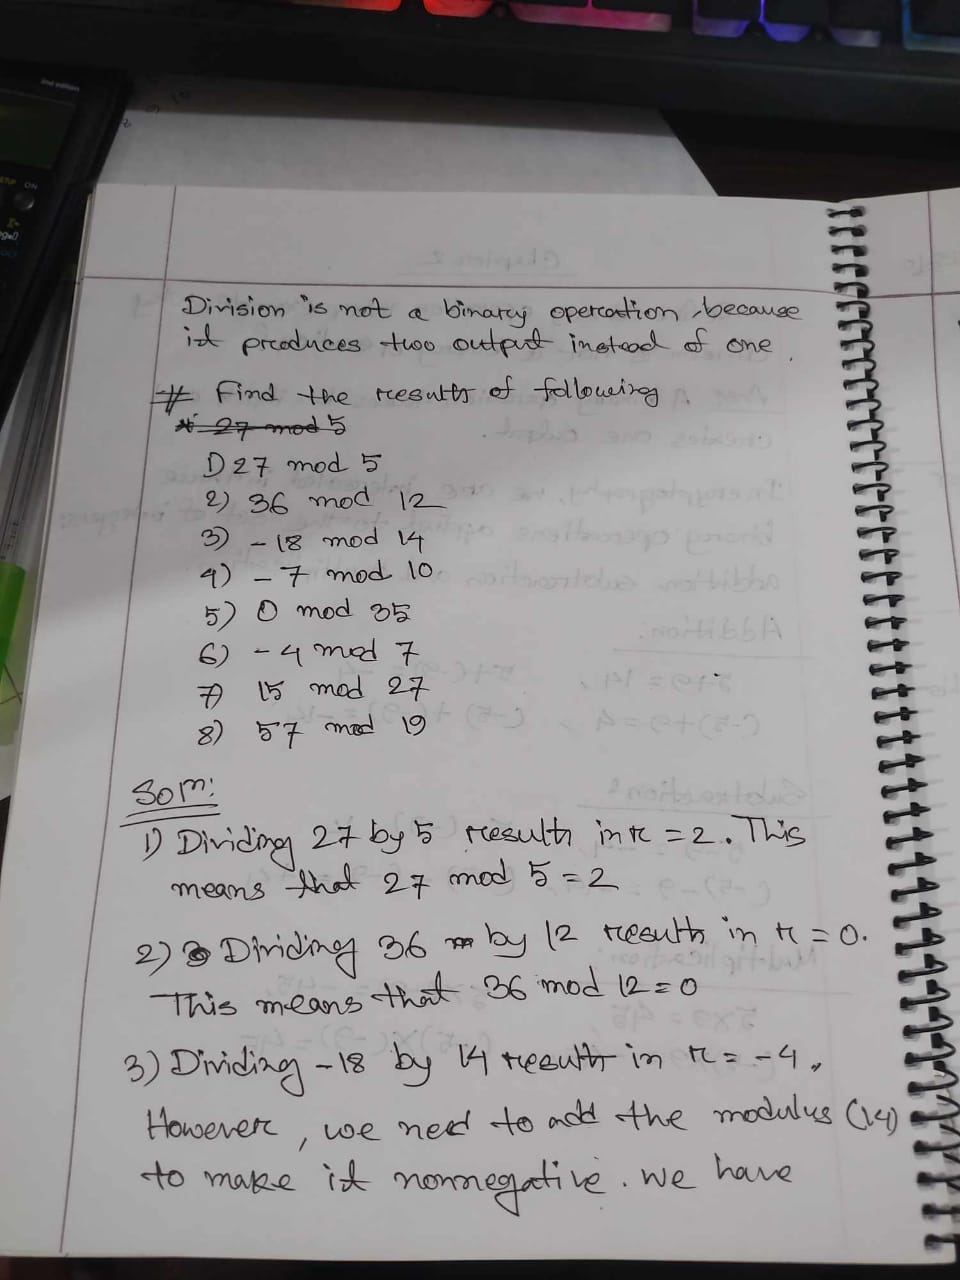 Division is not a binary operation, because
it produces two output instead of one.
# Find the results of following
* 27 mod 5
1) 27 mod 5
2) 36 mod 12
3) - 18 mod 14
4) - 7 mod 10
5) 0 mod 35
6) - 4 mod 7
7) 15 mod 27
8) 57 mod 19
Soln:
1) Dividing 27 by 5 results in r = 2. This
means that 27 mod 5 = 2
2) Dividing 36 by 12 results in r = 0.
This means that 36 mod 12 = 0
3) Dividing - 18 by 14 result in r = - 4.
However, we need to add the modulus (14)
to make it nonnegative. we have